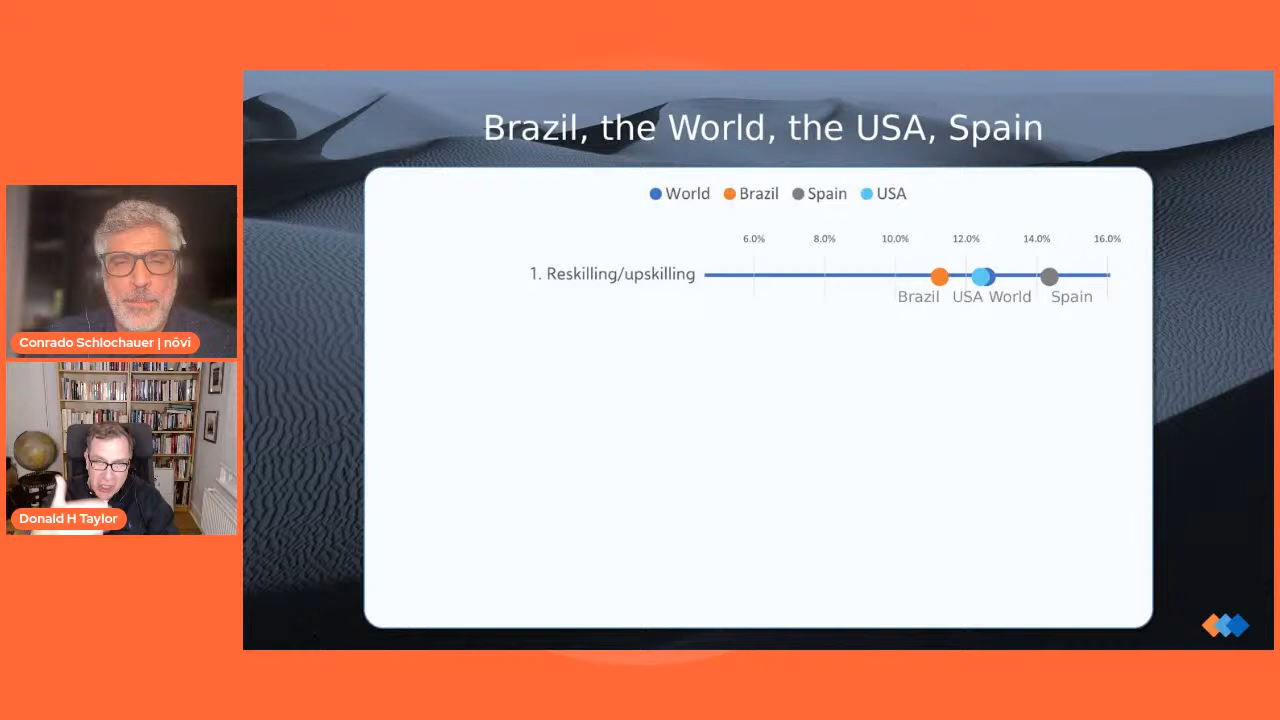 Brazil, the World, the USA, Spain
World Brazil Spain USA
6.0% 8.0% 10.0% 12.0% 14.0% 16.0%
1. Reskilling/upskilling
Brazil USA World Spain
Conrado Schlochauer | nōvi
Donald H Taylor